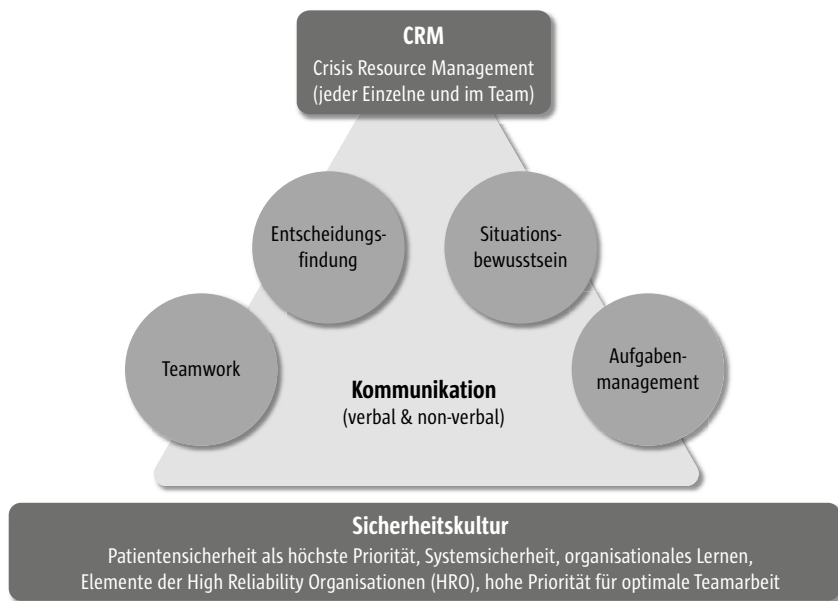 CRM
Crisis Resource Management
(jeder Einzelne und im Team)
Entscheidungs-
findung
Situations-
bewusstsein
Teamwork
Aufgaben-
management
Kommunikation
(verbal & non-verbal)
Sicherheitskultur
Patientensicherheit als höchste Priorität, Systemsicherheit, organisationales Lernen,
Elemente der High Reliability Organisationen (HRO), hohe Priorität für optimale Teamarbeit